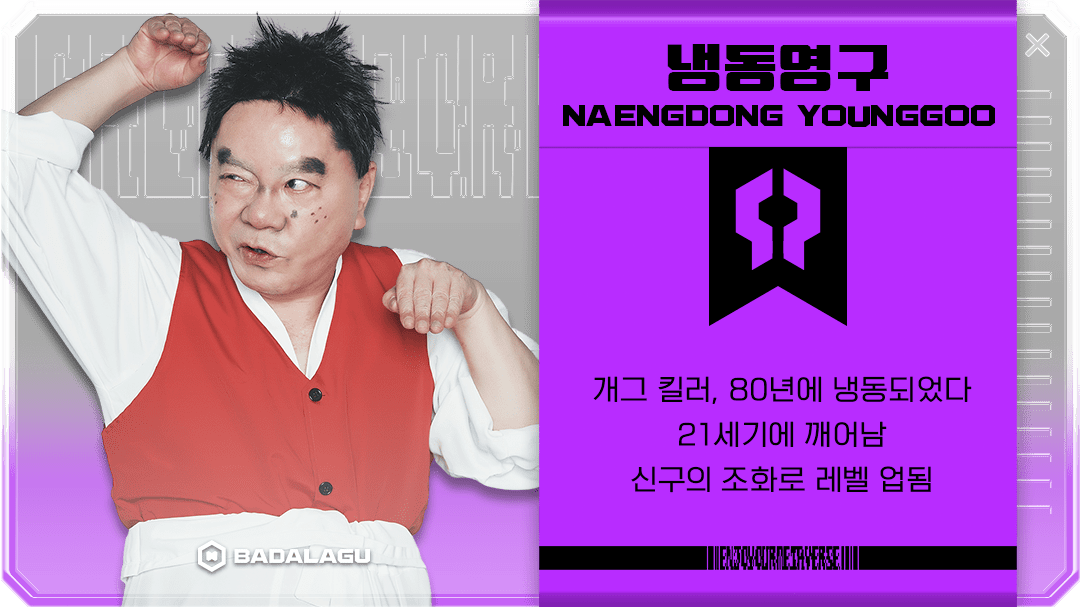 냉동영구
NAENGDONG YOUNGGOO
개그 킬러, 80년에 냉동되었다
21세기에 깨어남
신구의 조화로 레벨 업됨
BADALAGU
ENJOYOURMETAVERSE